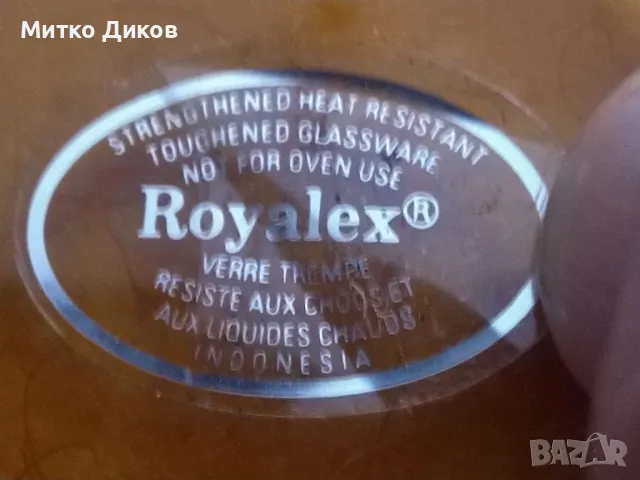 Митко Диков
STRENGTHENED HEAT RESISTANT
TOUGHENED GLASSWARE
NOT FOR OVEN USE
Royalex®
VERRE TREMPE
RESISTE AUX CHOCS ET
AUX LIQUIDES CHAUDS
INDONESIA
BAZAR